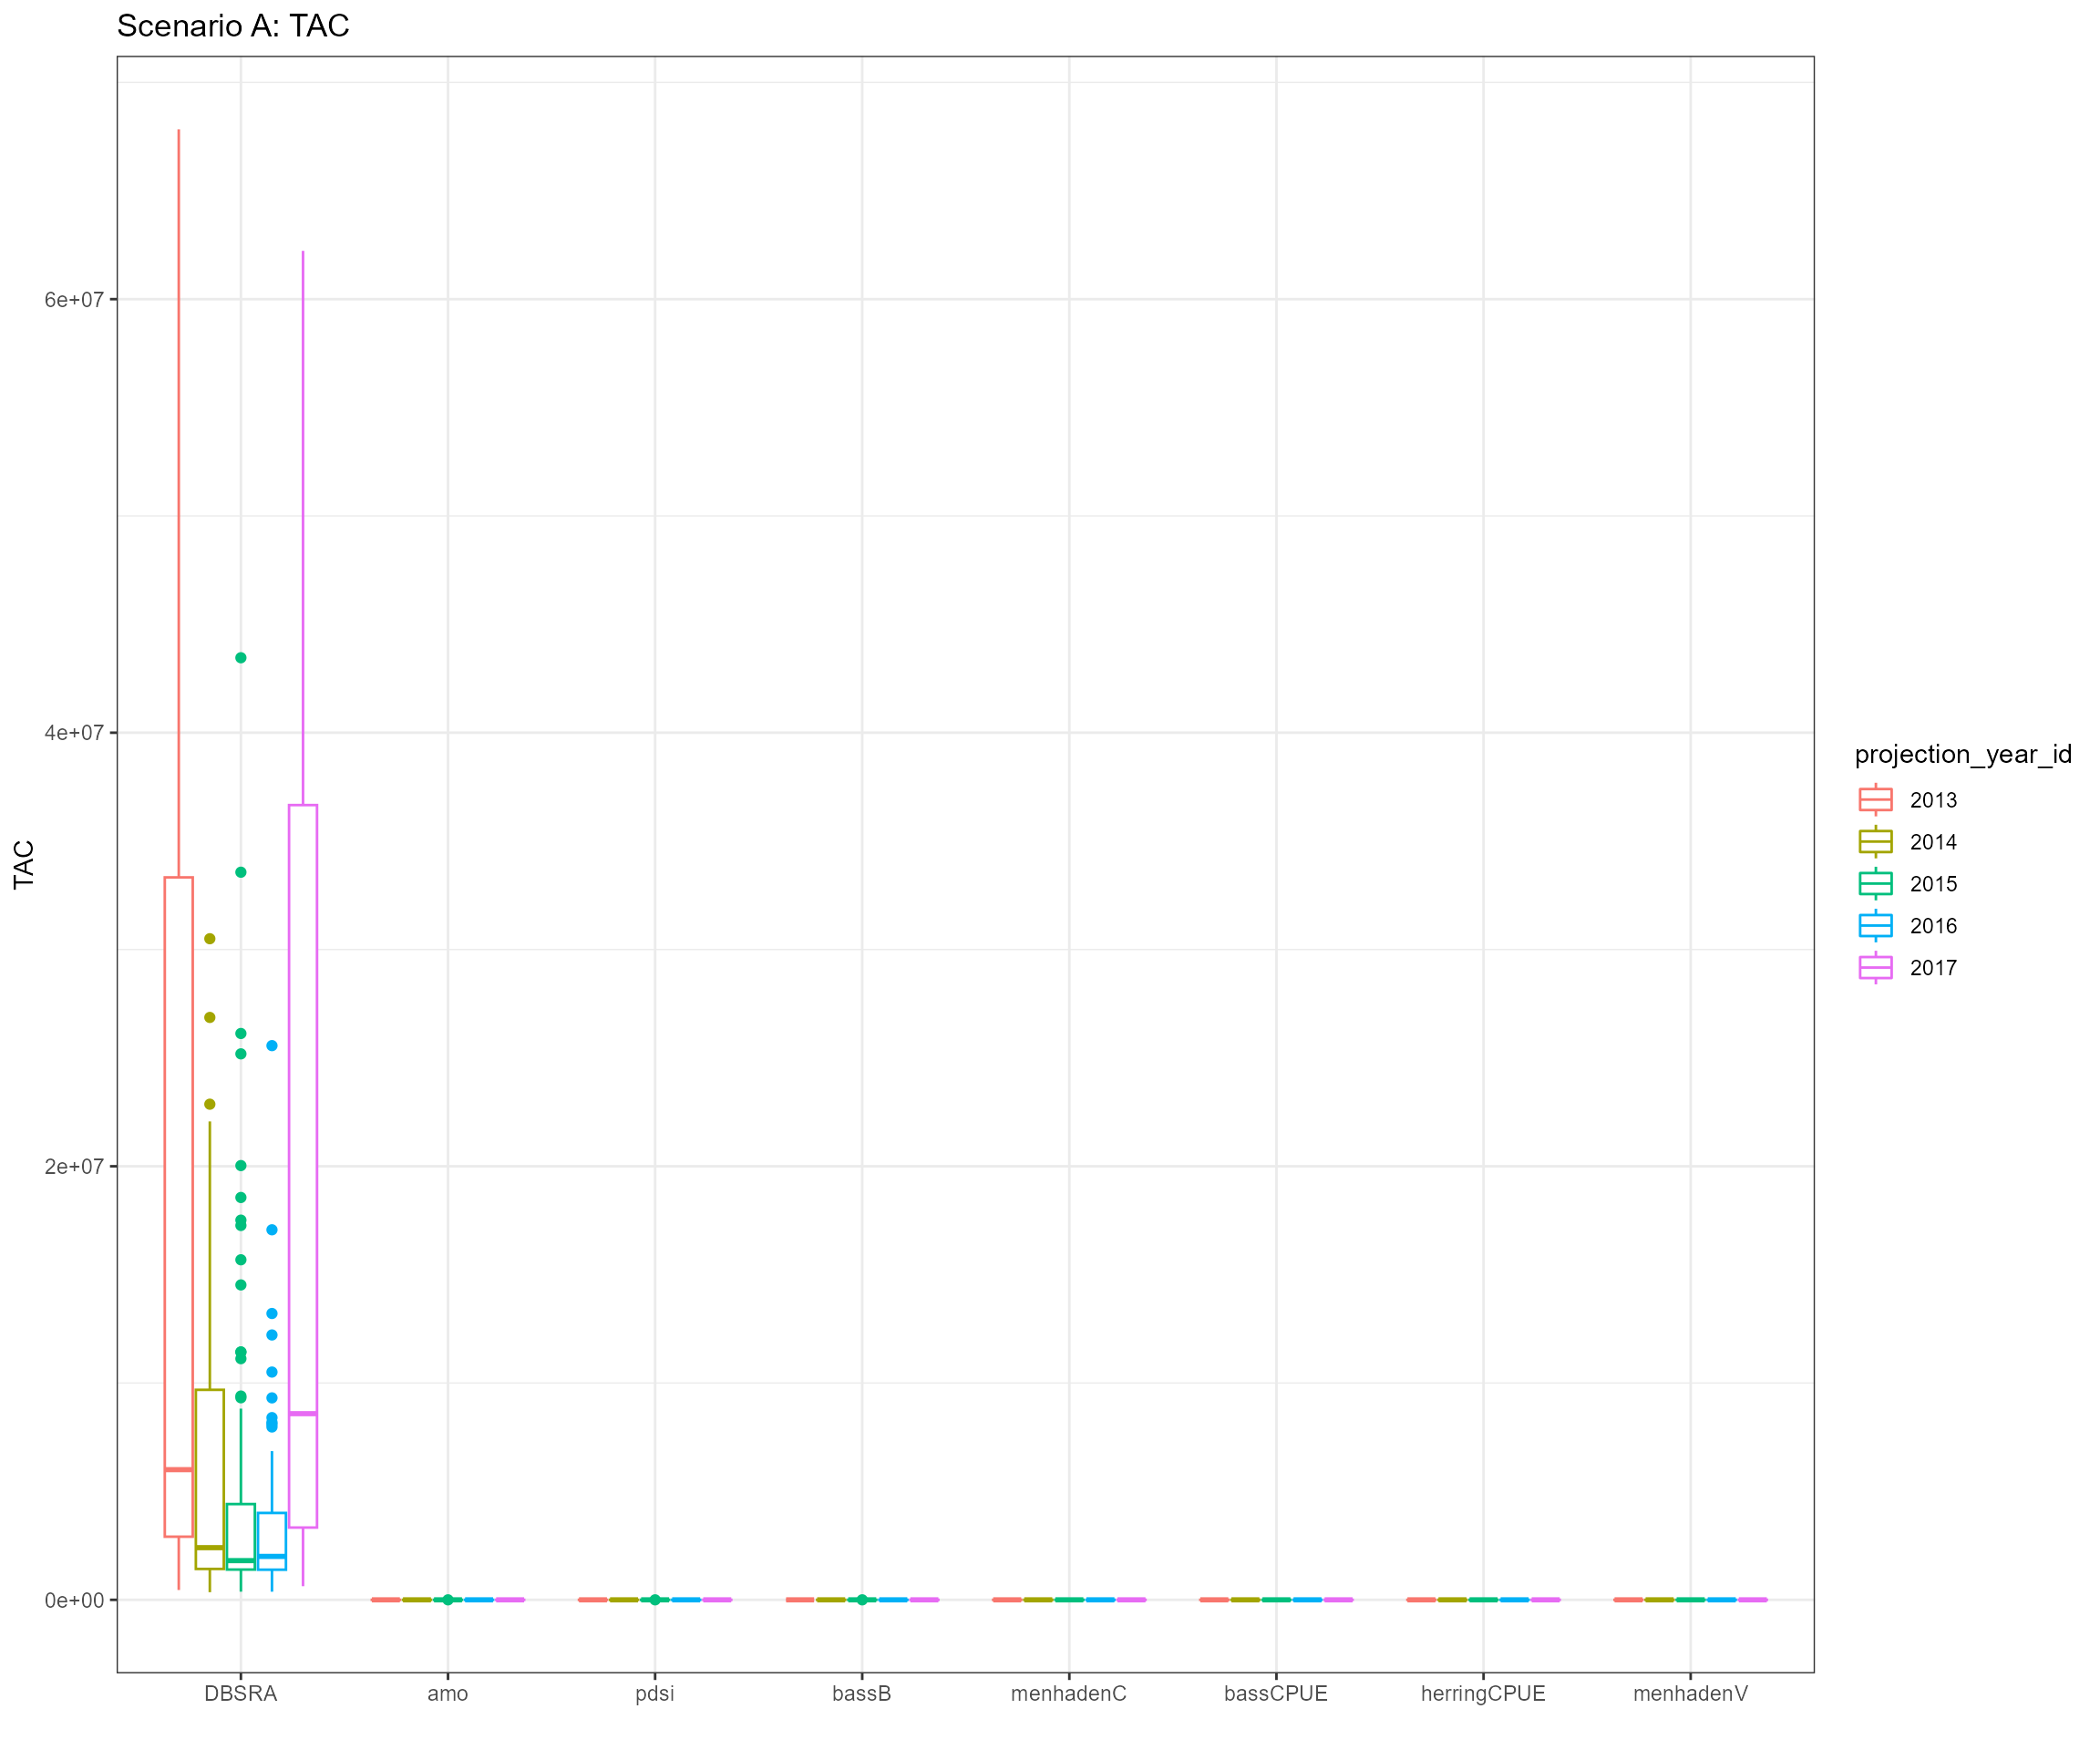 Scenario A: TAC
TAC
6e+07
4e+07
2e+07
0e+00
DBSRA
amo
pdsi
bassB
menhadenC
bassCPUE
herringCPUE
menhadenV
projection_year_id
2013
2014
2015
2016
2017